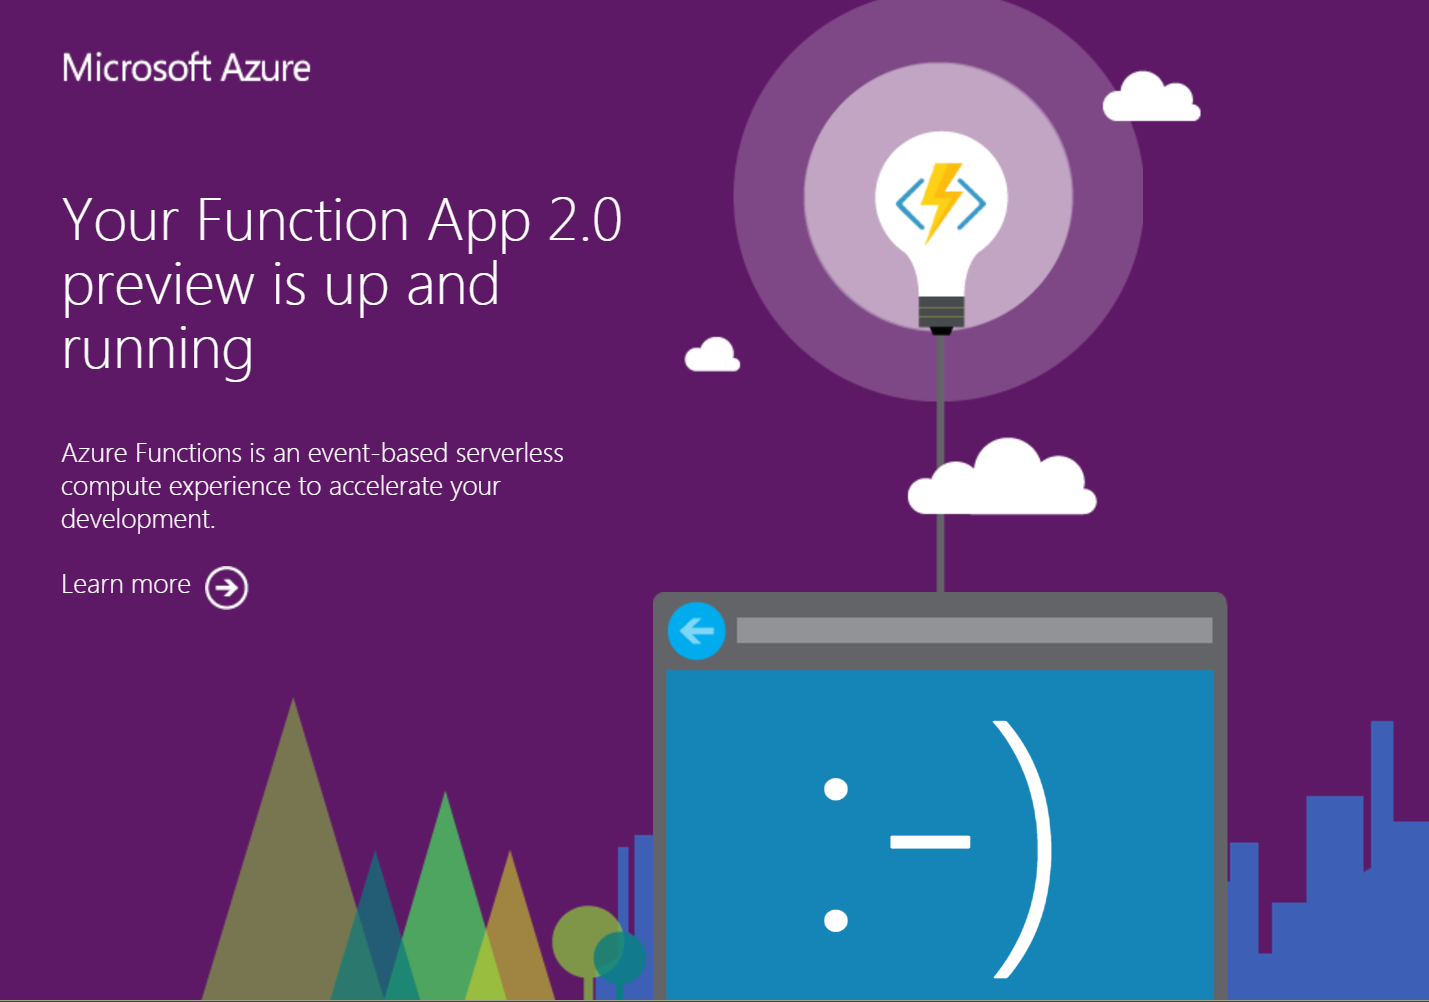 Microsoft Azure
Your Function App 2.0
preview is up and
running
Azure Functions is an event-based serverless
compute experience to accelerate your
development.
Learn more
:-)